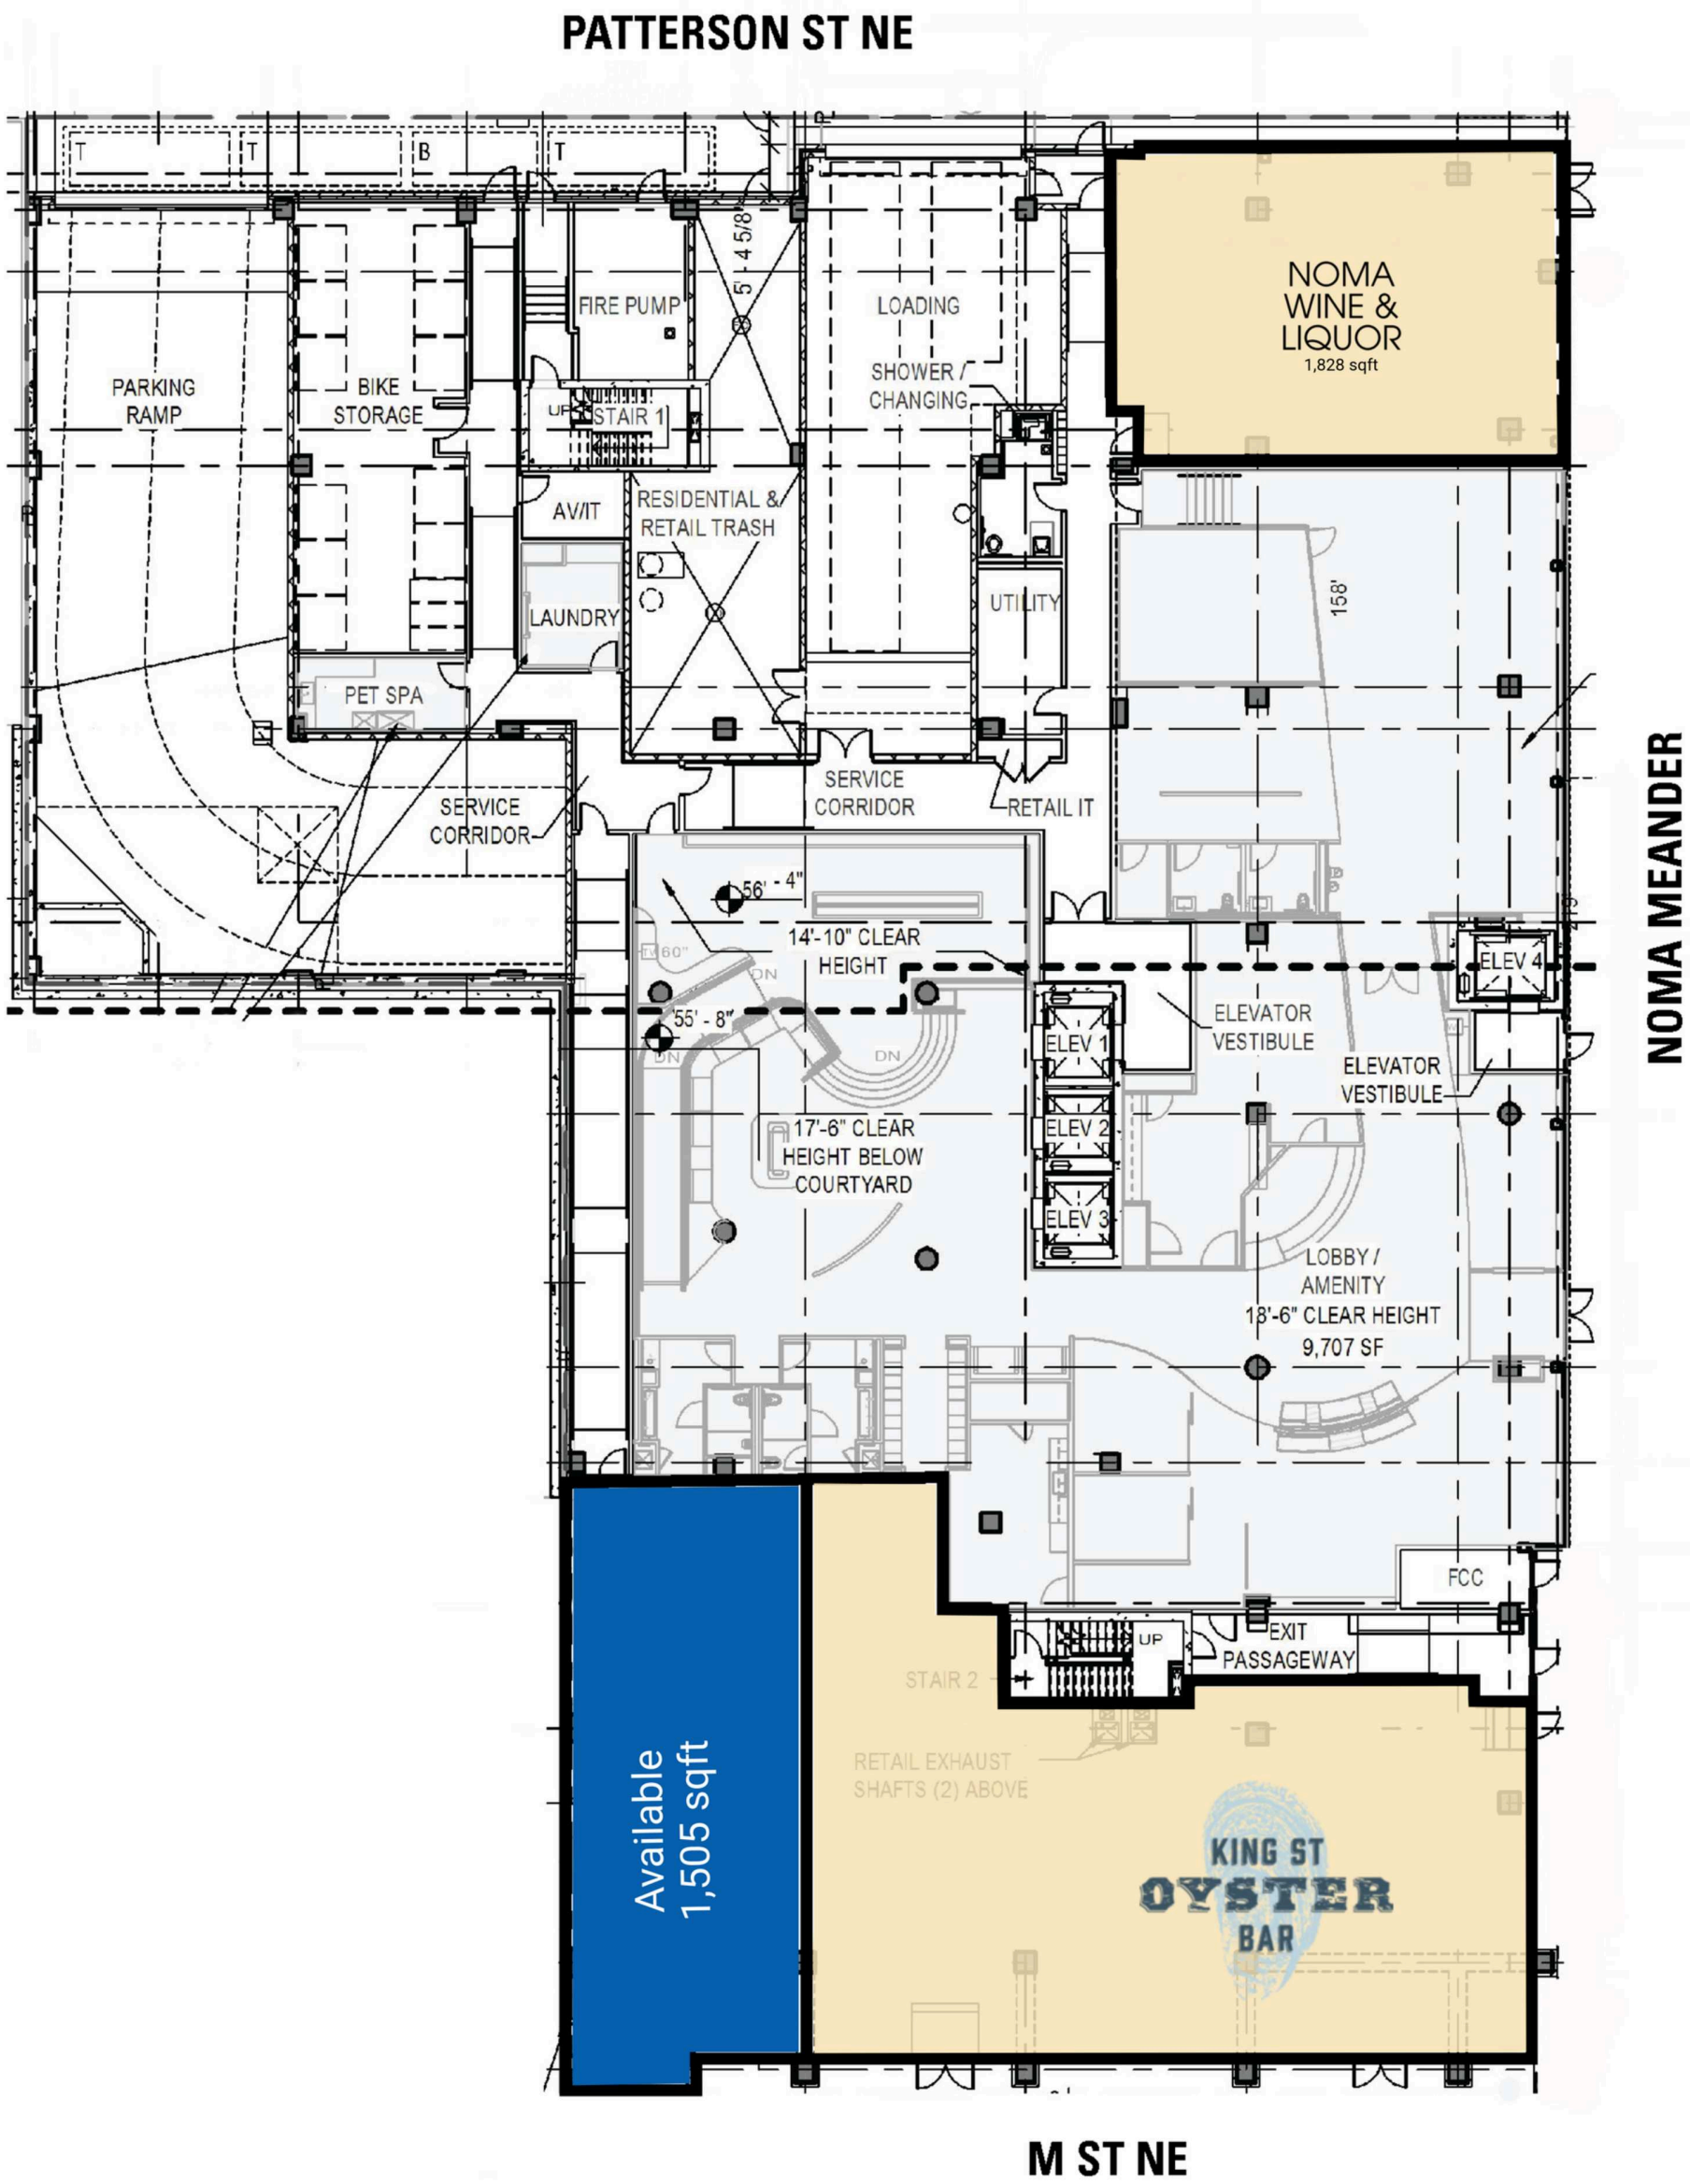 PATTERSON ST NE
T
T
B
T
5' - 4 5/8"
FIRE PUMP
LOADING
NOMA
WINE &
LIQUOR
1,828 sqft
PARKING
RAMP
BIKE
STORAGE
UP
STAIR 1
SHOWER /
CHANGING
AV/IT
RESIDENTIAL &
RETAIL TRASH
LAUNDRY
UTILITY
158'
PET SPA
SERVICE
CORRIDOR
SERVICE
CORRIDOR
RETAIL IT
NOMA MEANDER
56' - 4"
14'-10" CLEAR
HEIGHT
TV 60"
DN
ELEV 4
55' - 8"
DN
DN
ELEV 1
ELEVATOR
VESTIBULE
ELEVATOR
VESTIBULE
17'-6" CLEAR
HEIGHT BELOW
COURTYARD
ELEV 2
ELEV 3
LOBBY /
AMENITY
18'-6" CLEAR HEIGHT
9,707 SF
FCC
UP
EXIT
PASSAGEWAY
STAIR 2
RETAIL EXHAUST
SHAFTS (2) ABOVE
Available
1,505 sqft
KING ST
OYSTER
BAR
M ST NE